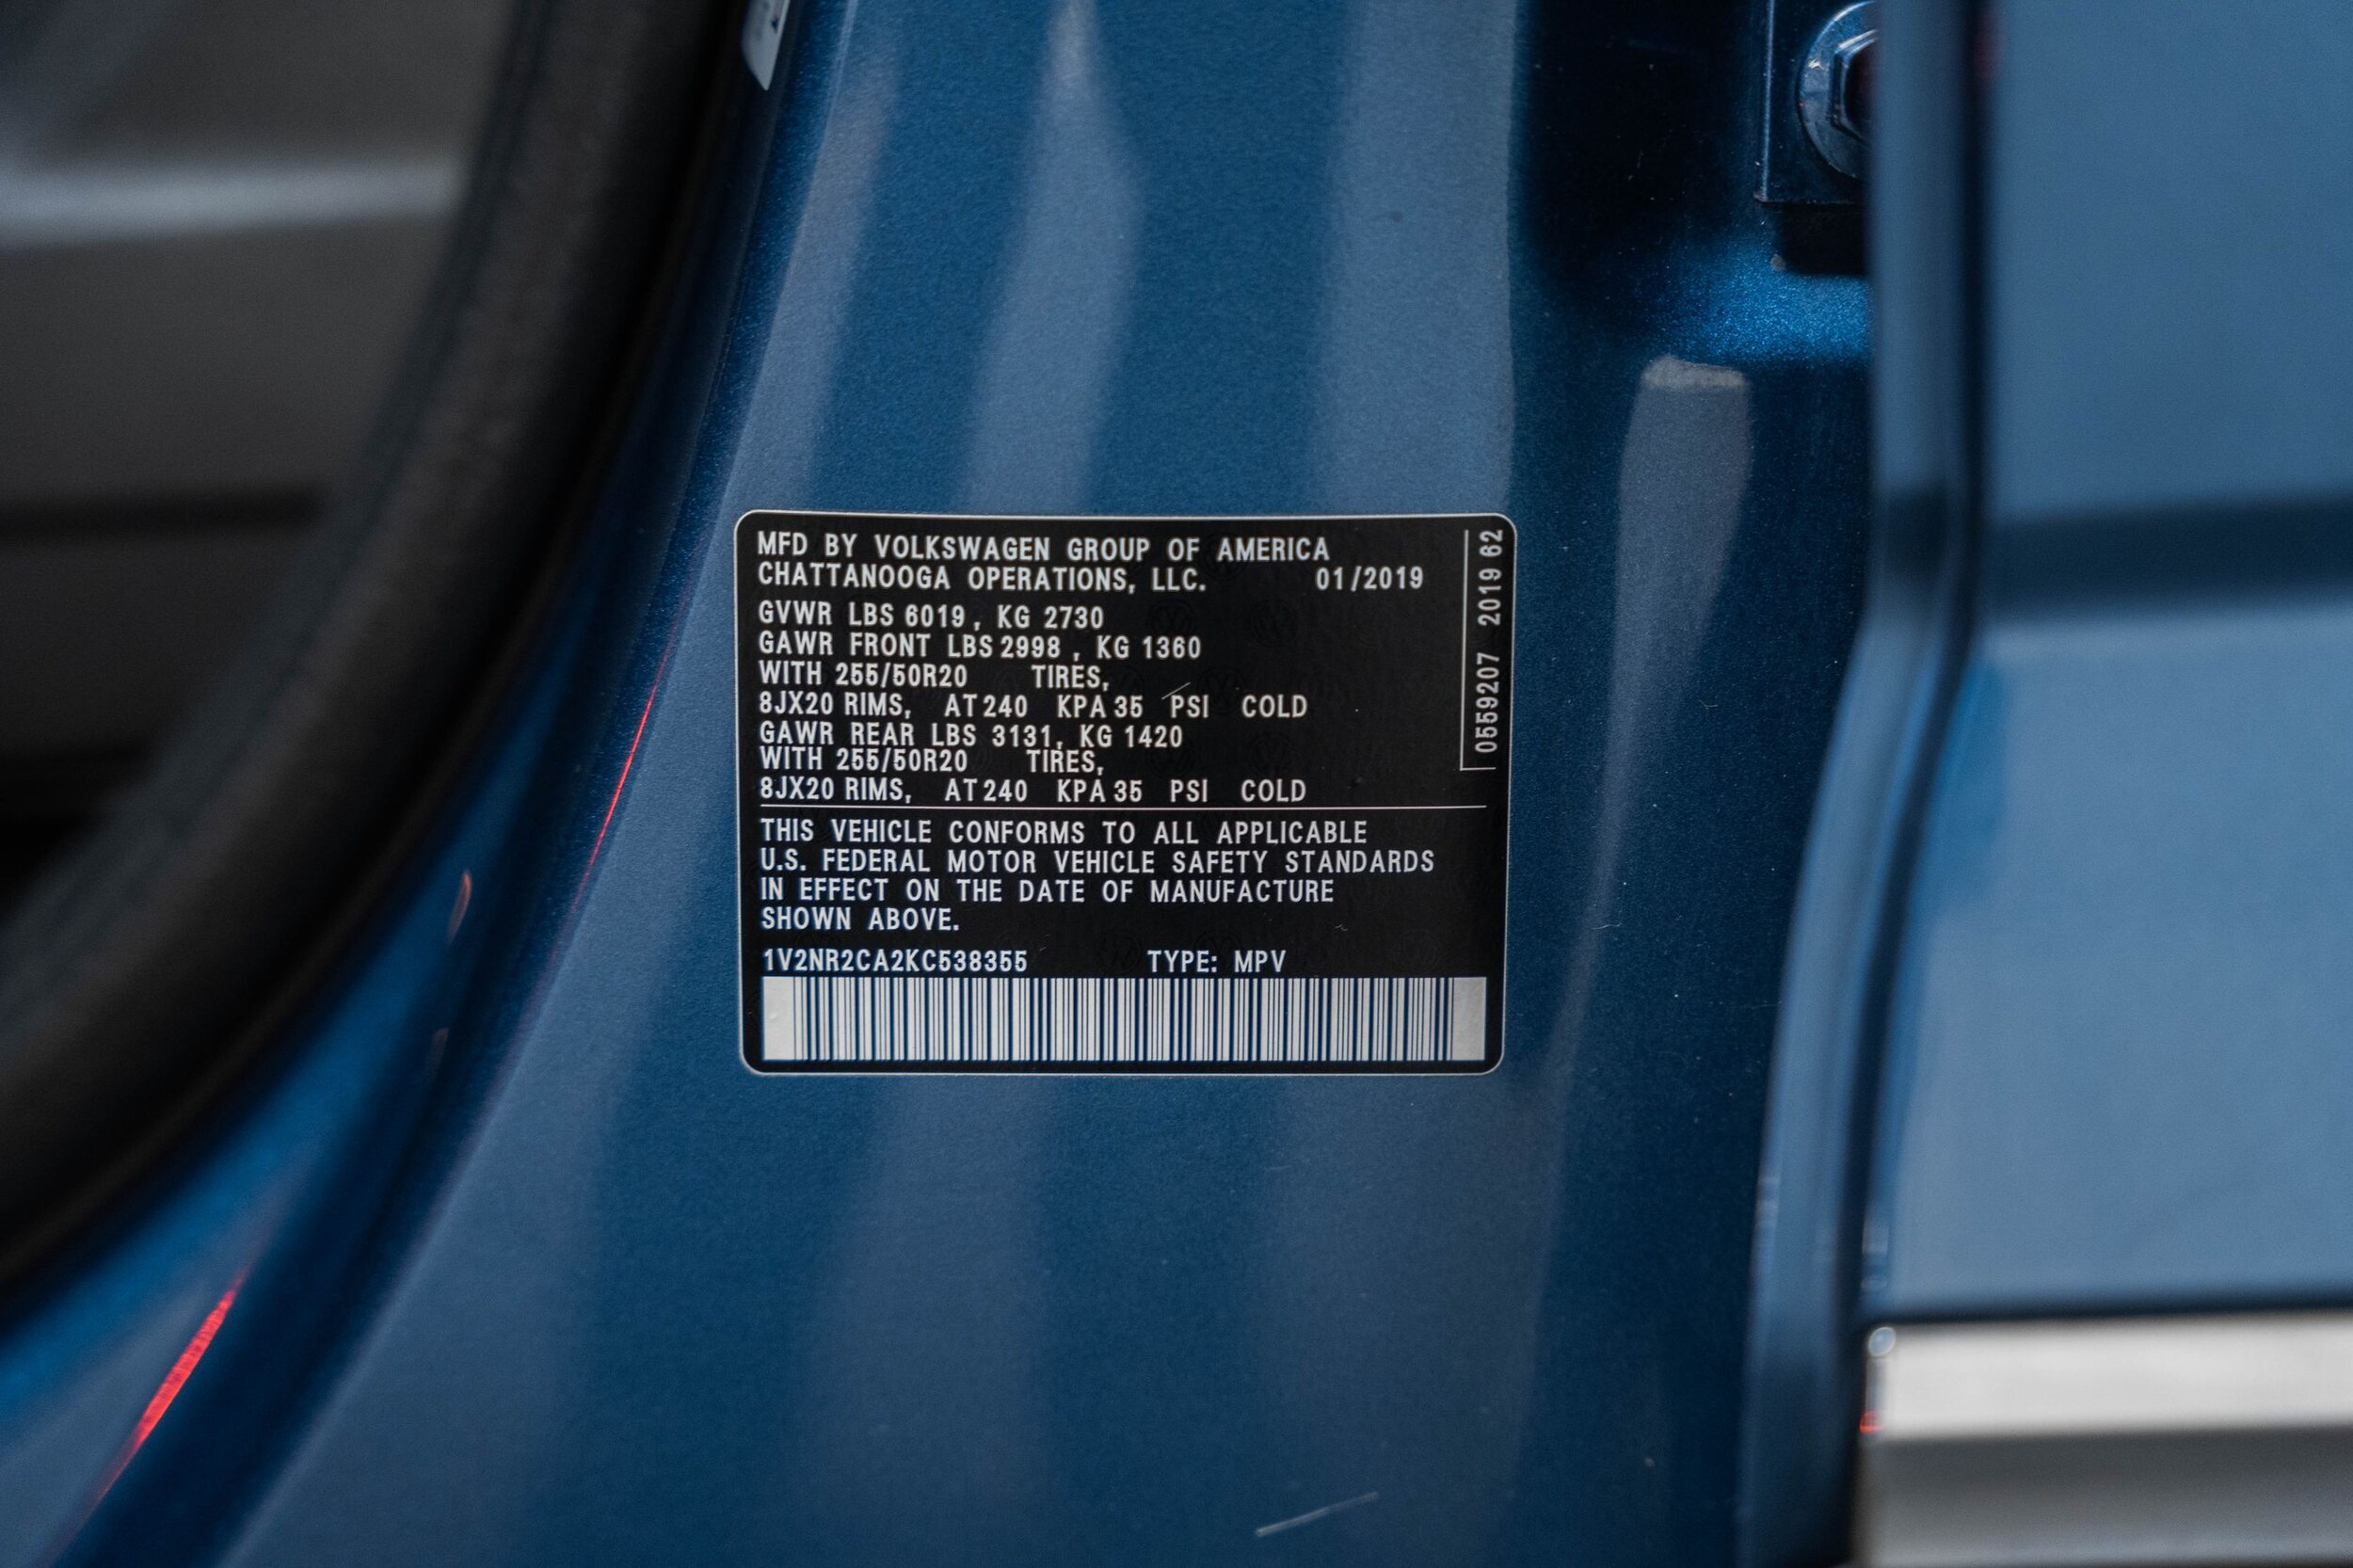 MFD BY VOLKSWAGEN GROUP OF AMERICA
CHATTANOOGA OPERATIONS, LLC. 01/2019
GVWR LBS 6019, KG 2730
GAWR FRONT LBS 2998, KG 1360
WITH 255/50R20 TIRES,
8JX20 RIMS, AT 240 KPA 35 PSI COLD
GAWR REAR LBS 3131, KG 1420
WITH 255/50R20 TIRES,
8JX20 RIMS, AT 240 KPA 35 PSI COLD
THIS VEHICLE CONFORMS TO ALL APPLICABLE
U.S. FEDERAL MOTOR VEHICLE SAFETY STANDARDS
IN EFFECT ON THE DATE OF MANUFACTURE
SHOWN ABOVE.
1V2NR2CA2KC538355 TYPE: MPV
0559207 2019 62